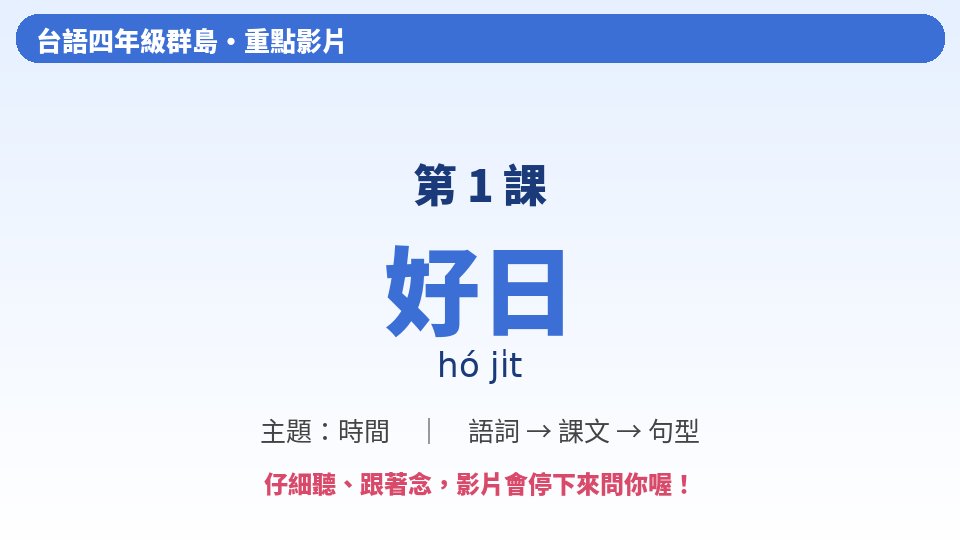 台語四年級群島・重點影片
第 1 課
好日
hó ji̍t
主題：時間　｜　語詞 → 課文 → 句型
仔細聽、跟著念，影片會停下來問你喔！